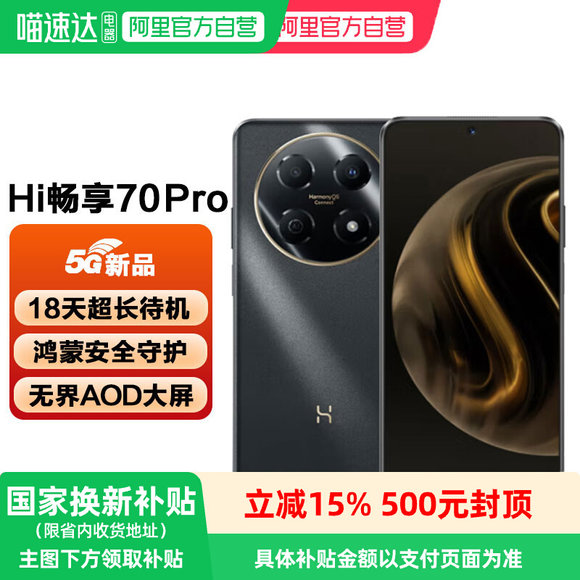 喵速达电器 阿里官方自营 阿里官方自营
Hi畅享70Pro
5G新品
18天超长待机
鸿蒙安全守护
无界AOD大屏
HarmonyOS
Connect
H
国家换新补贴
(限省内收货地址)
主图下方领取补贴
立减15% 500元封顶
具体补贴金额以支付页面为准